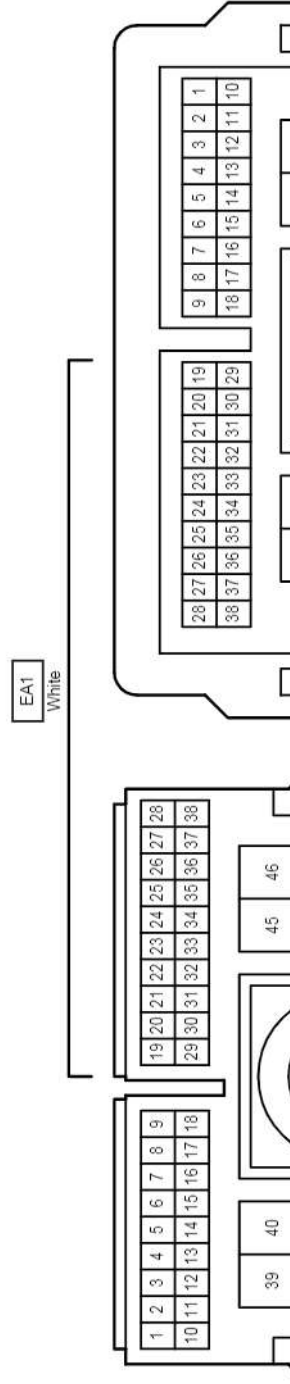 EA1
White
1 2 3 4 5 6 7 8 9 19 20 21 22 23 24 25 26 27 28
10 11 12 13 14 15 16 17 18 29 30 31 32 33 34 35 36 37 38
39 40 45 46
28 27 26 25 24 23 22 21 20 19 9 8 7 6 5 4 3 2 1
38 37 36 35 34 33 32 31 30 29 18 17 16 15 14 13 12 11 10